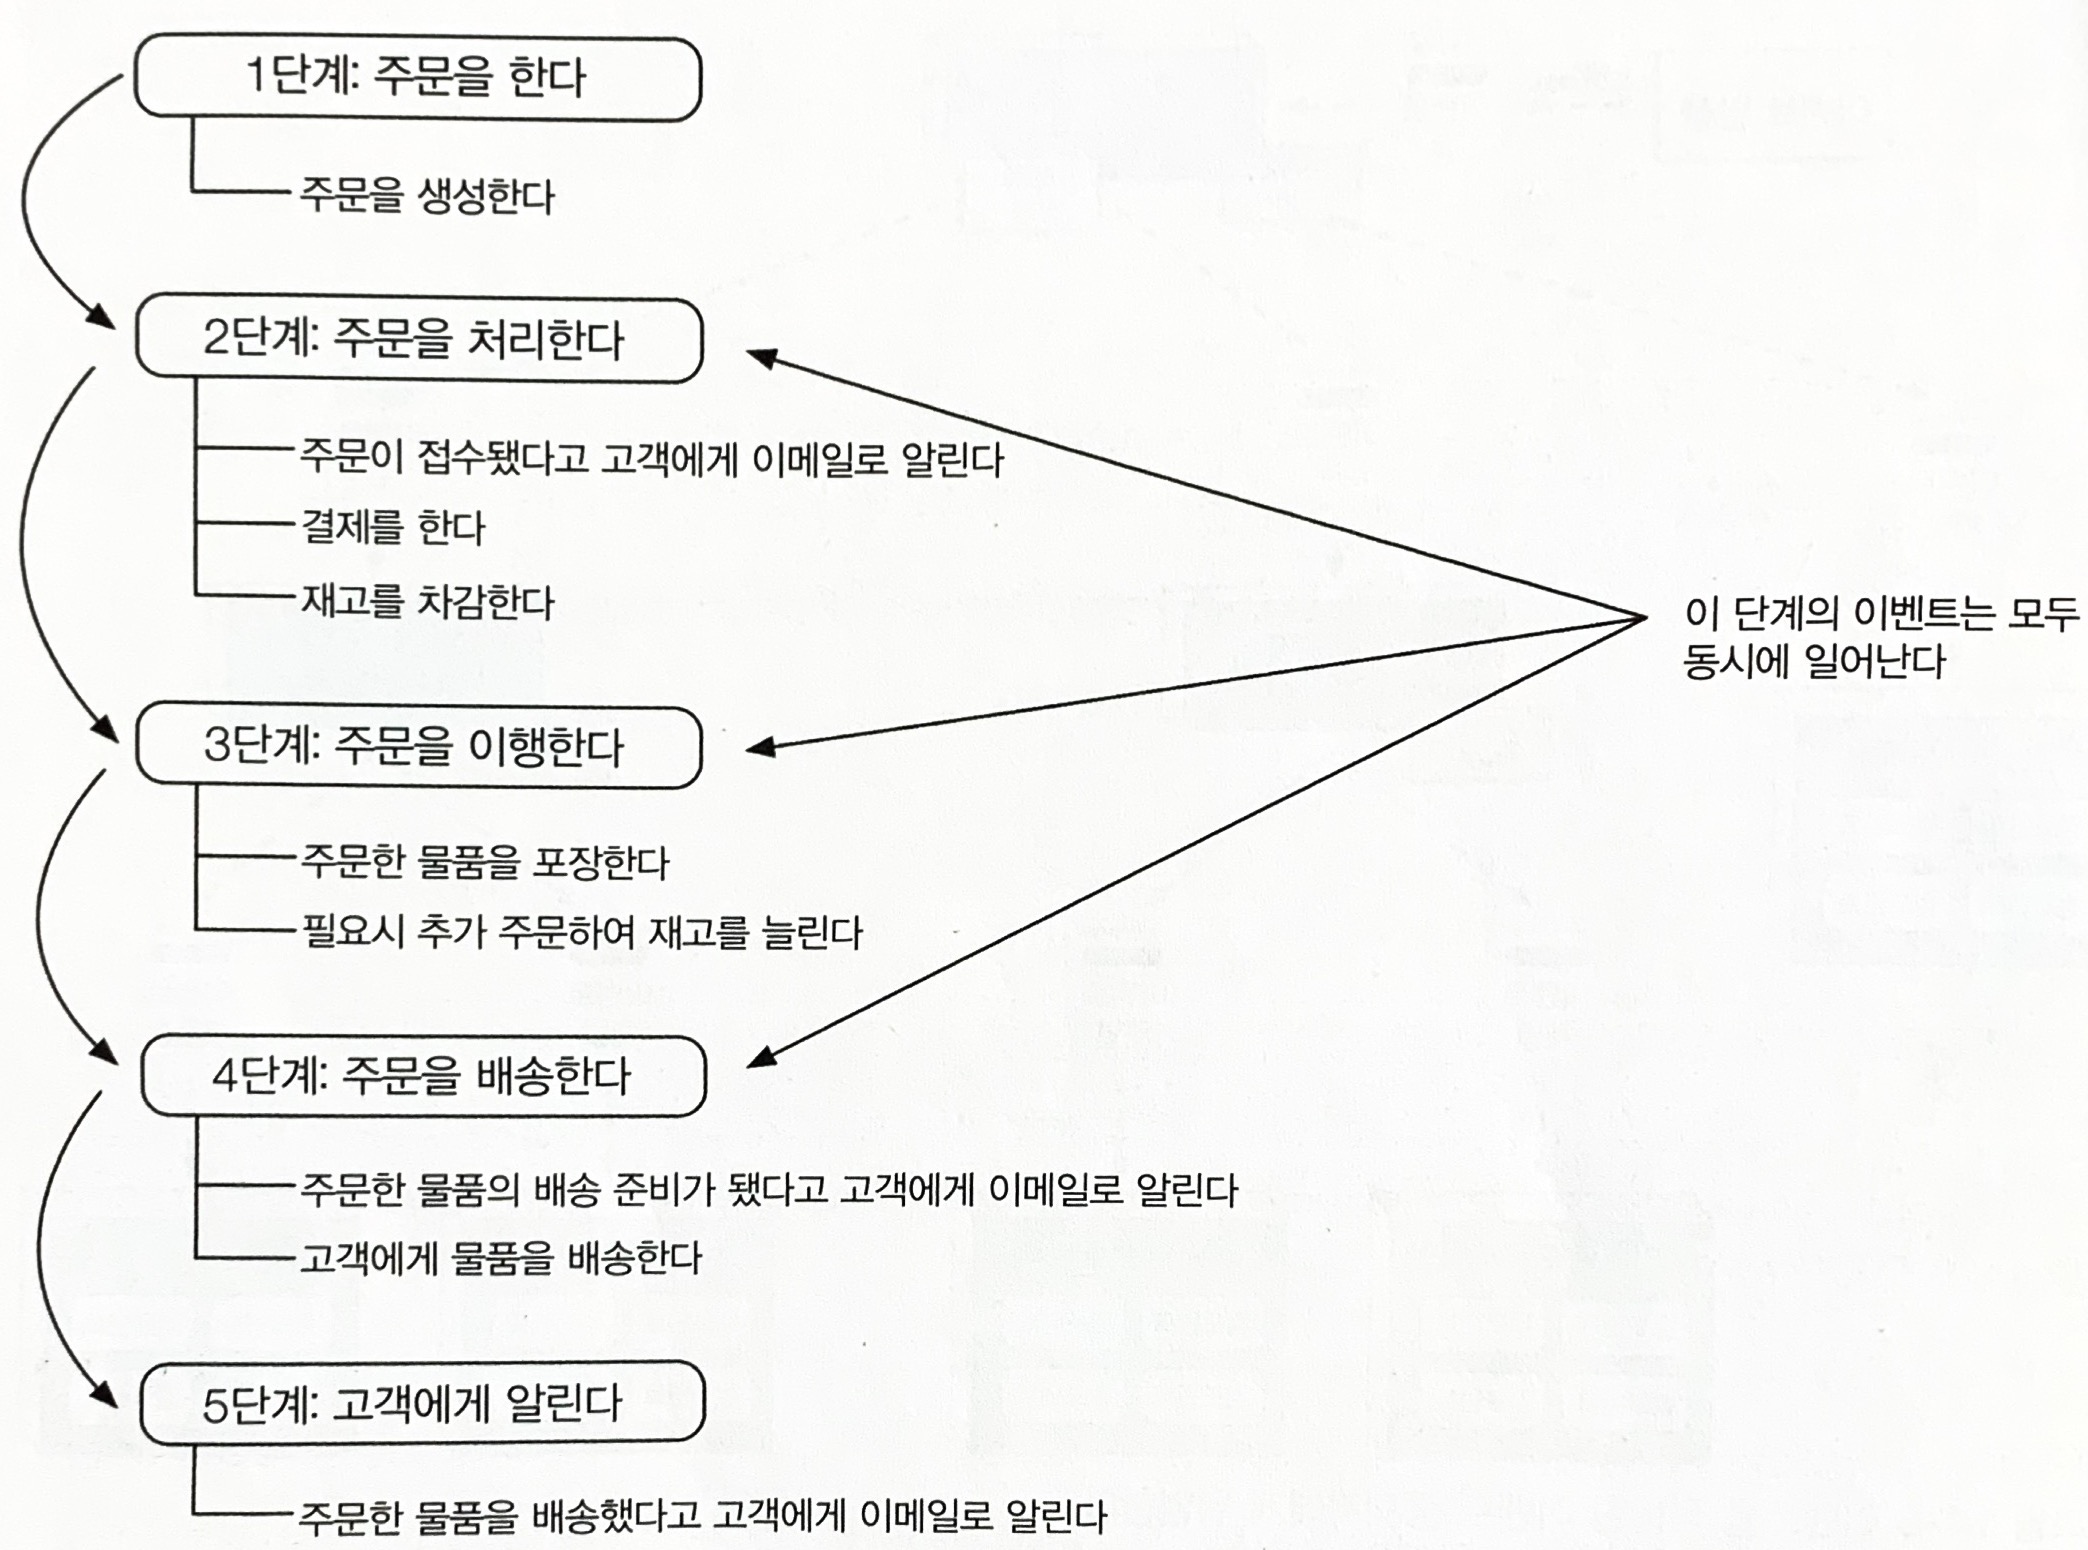 1단계: 주문을 한다
주문을 생성한다
2단계: 주문을 처리한다
주문이 접수됐다고 고객에게 이메일로 알린다
결제를 한다
재고를 차감한다
이 단계의 이벤트는 모두
동시에 일어난다
3단계: 주문을 이행한다
주문한 물품을 포장한다
필요시 추가 주문하여 재고를 늘린다
4단계: 주문을 배송한다
주문한 물품의 배송 준비가 됐다고 고객에게 이메일로 알린다
고객에게 물품을 배송한다
5단계: 고객에게 알린다
주문한 물품을 배송했다고 고객에게 이메일로 알린다